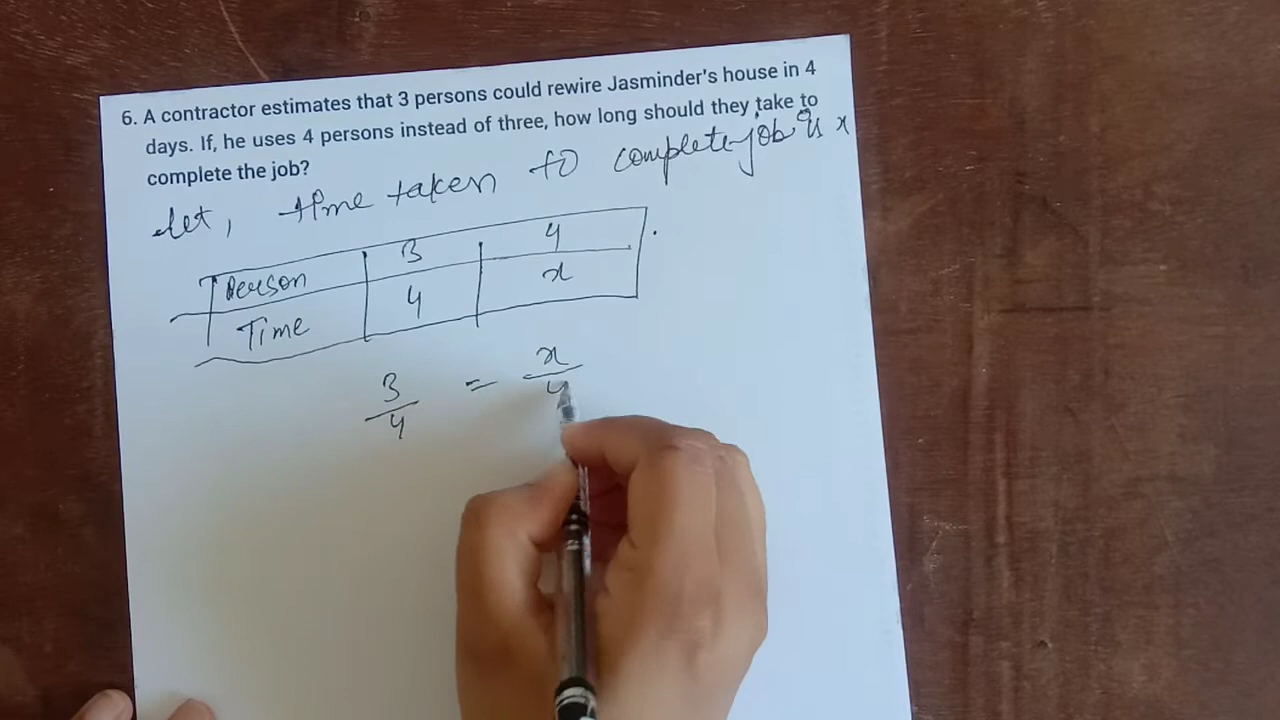 6. A contractor estimates that 3 persons could rewire Jasminder's house in 4
days. If, he uses 4 persons instead of three, how long should they take to
complete the job?
let, time taken to complete job is x
Person 3 4
Time 4 x
3/4 = x/4